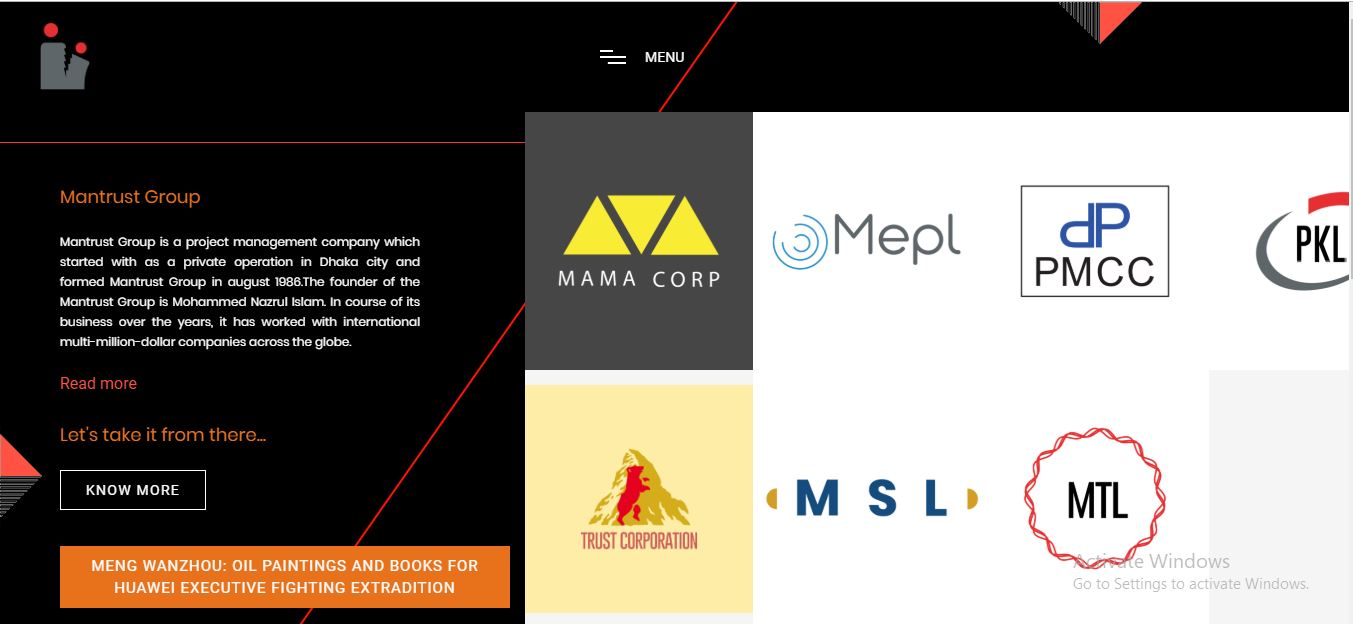 MENU
Mantrust Group
Mantrust Group is a project management company which
started with as a private operation in Dhaka city and
formed Mantrust Group in august 1986.The founder of the
Mantrust Group is Mohammed Nazrul Islam. In course of its
business over the years, it has worked with international
multi-million-dollar companies across the globe.
Read more
Let's take it from there...
KNOW MORE
MENG WANZHOU: OIL PAINTINGS AND BOOKS FOR
HUAWEI EXECUTIVE FIGHTING EXTRADITION
MAMA CORP
Mepl
dP
PMCC
PKL
TRUST CORPORATION
M S L
MTL
Activate Windows
Go to Settings to activate Windows.